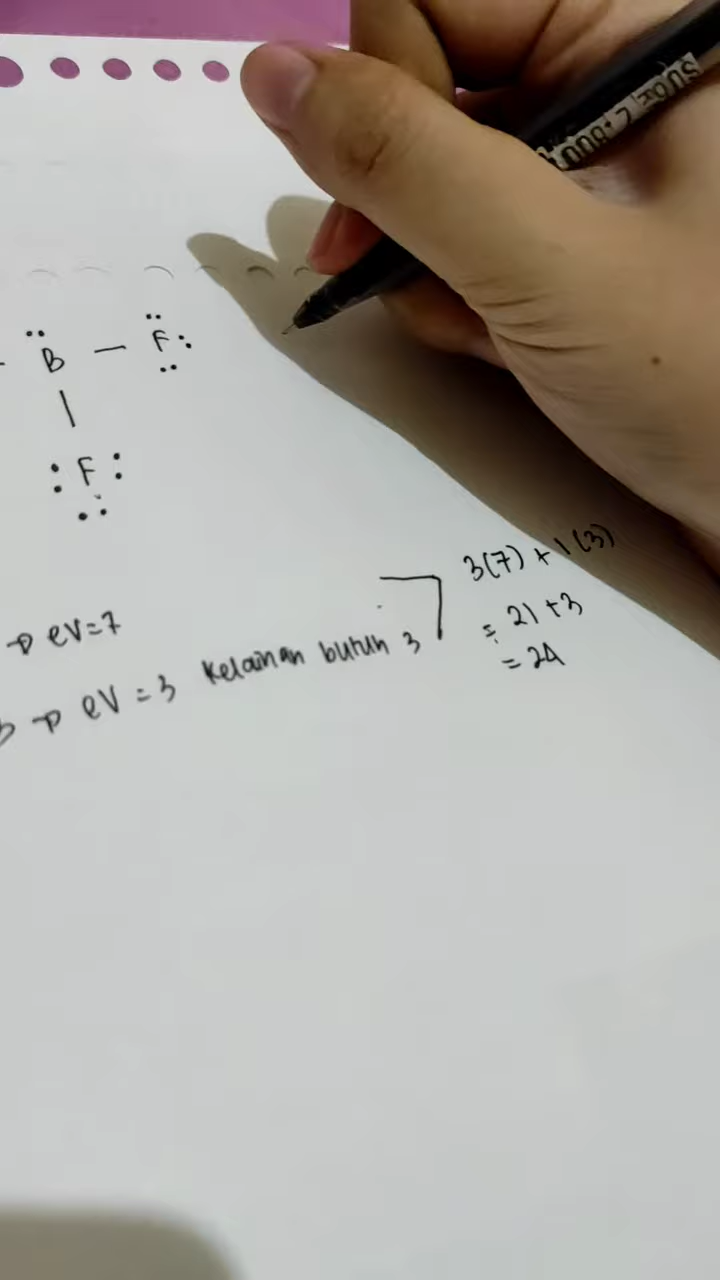 B — F
|
F
→ eV=7
→ eV = 3 kelainan butuh 3
3(7) + 1(3)
= 21 +3
= 24